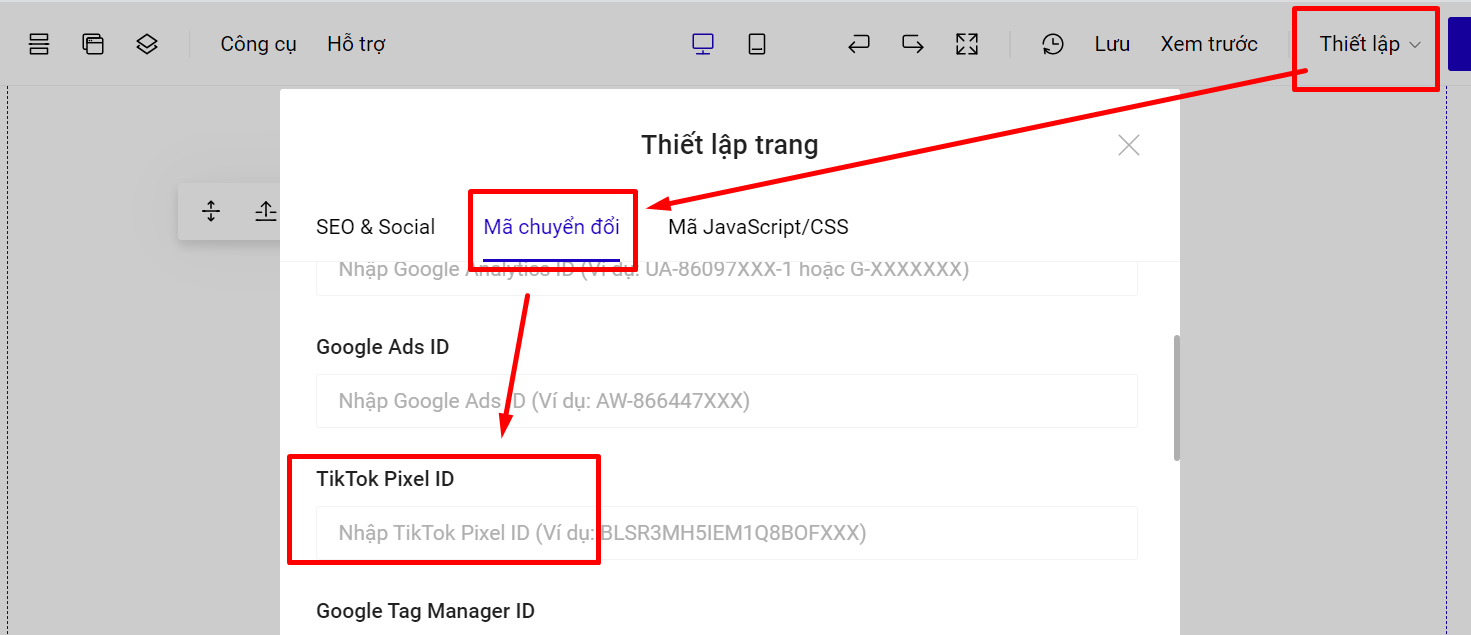 Công cụ Hỗ trợ Lưu Xem trước Thiết lập
Thiết lập trang
SEO & Social Mã chuyển đổi Mã JavaScript/CSS
Nhập Google Analytics ID (Ví dụ: UA-86097XXX-1 hoặc G-XXXXXXX)
Google Ads ID
Nhập Google Ads ID (Ví dụ: AW-866447XXX)
TikTok Pixel ID
Nhập TikTok Pixel ID (Ví dụ: BLSR3MH5IEM1Q8BOFXXX)
Google Tag Manager ID